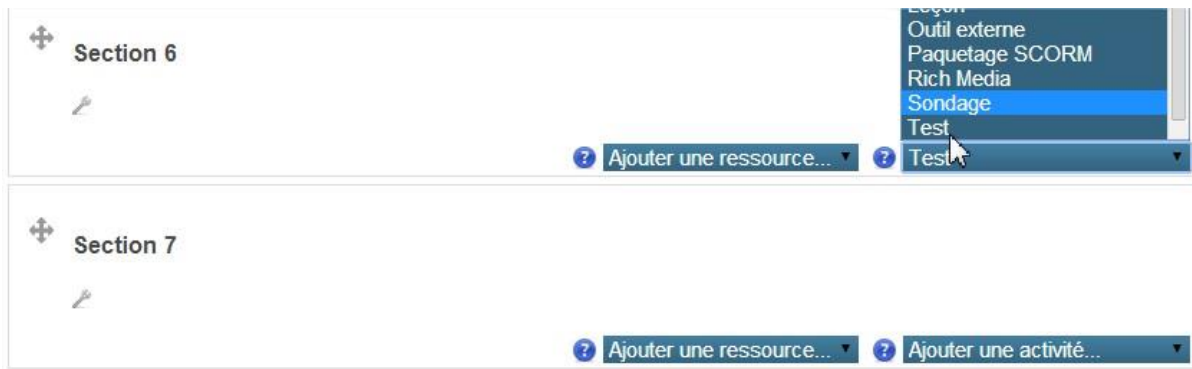 Leçon
Outil externe
Section 6
Paquetage SCORM
Rich Media
Sondage
Test
? Ajouter une ressource... ? Test
Section 7
? Ajouter une ressource... ? Ajouter une activité...